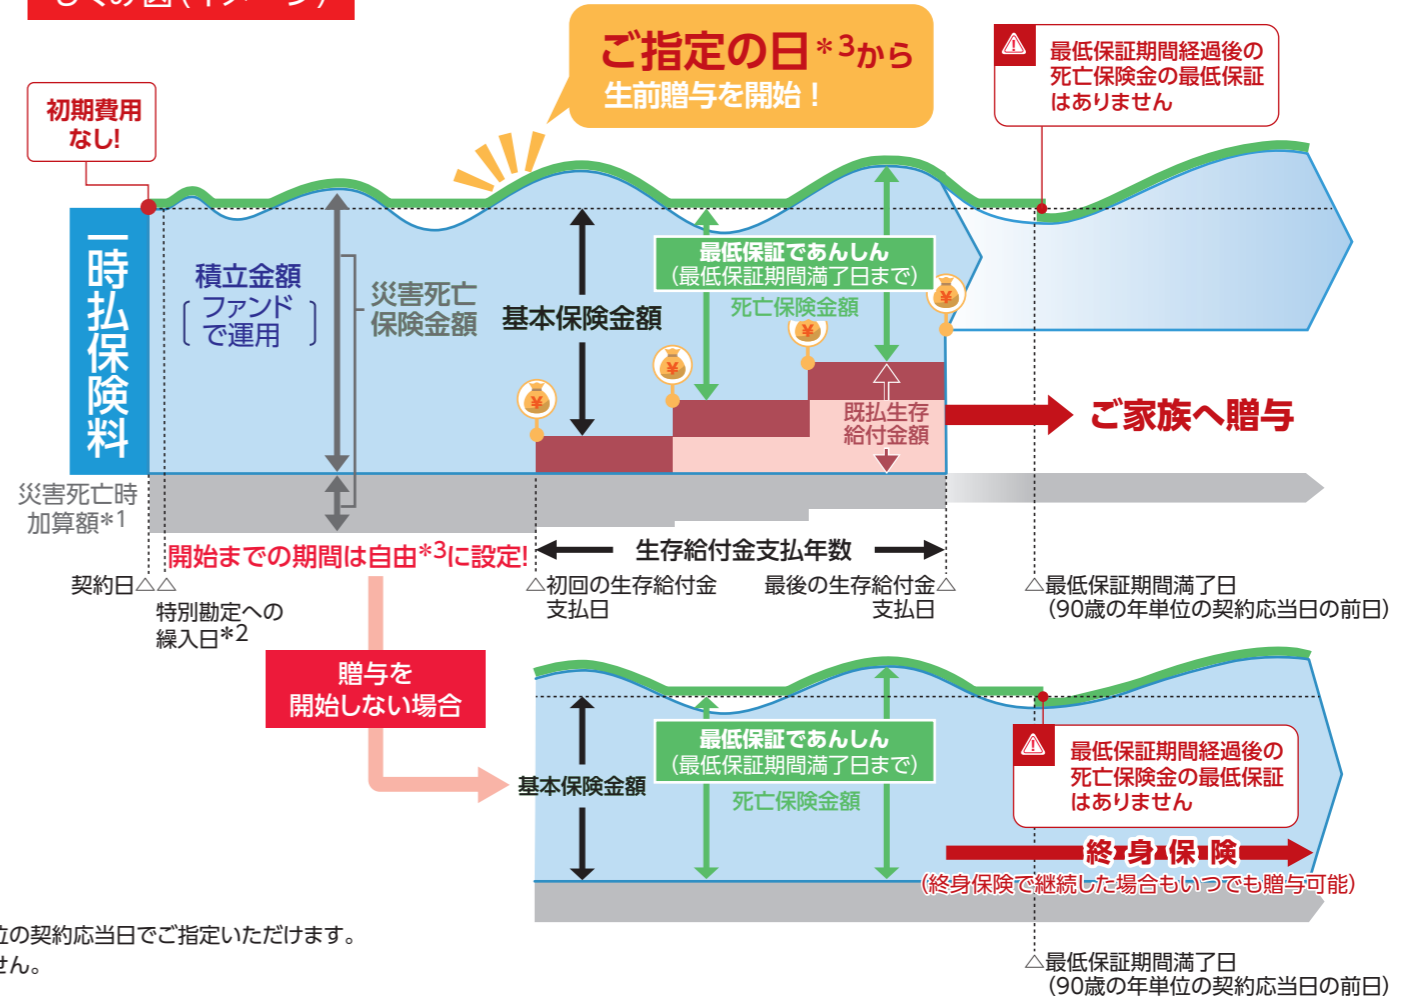 しくみ図（イメージ）
ご指定の日＊3から
生前贈与を開始！
最低保証期間経過後の
死亡保険金の最低保証
はありません
初期費用
なし!
一時払保険料
積立金額
ファンド
で運用
災害死亡
保険金額
基本保険金額
最低保証であんしん
（最低保証期間満了日まで）
死亡保険金額
¥
¥
¥
¥
既払生存
給付金額
ご家族へ贈与
災害死亡時
加算額＊1
開始までの期間は自由＊3に設定!
生存給付金支払年数
契約日△
△
特別勘定への
繰入日＊2
△初回の生存給付金
支払日
最後の生存給付金△
支払日
△最低保証期間満了日
（90歳の年単位の契約応当日の前日）
贈与を
開始しない場合
基本保険金額
最低保証であんしん
（最低保証期間満了日まで）
死亡保険金額
最低保証期間経過後の
死亡保険金の最低保証
はありません
終身保険
（終身保険で継続した場合もいつでも贈与可能）
△最低保証期間満了日
（90歳の年単位の契約応当日の前日）
位の契約応当日でご指定いただけます。
せん。